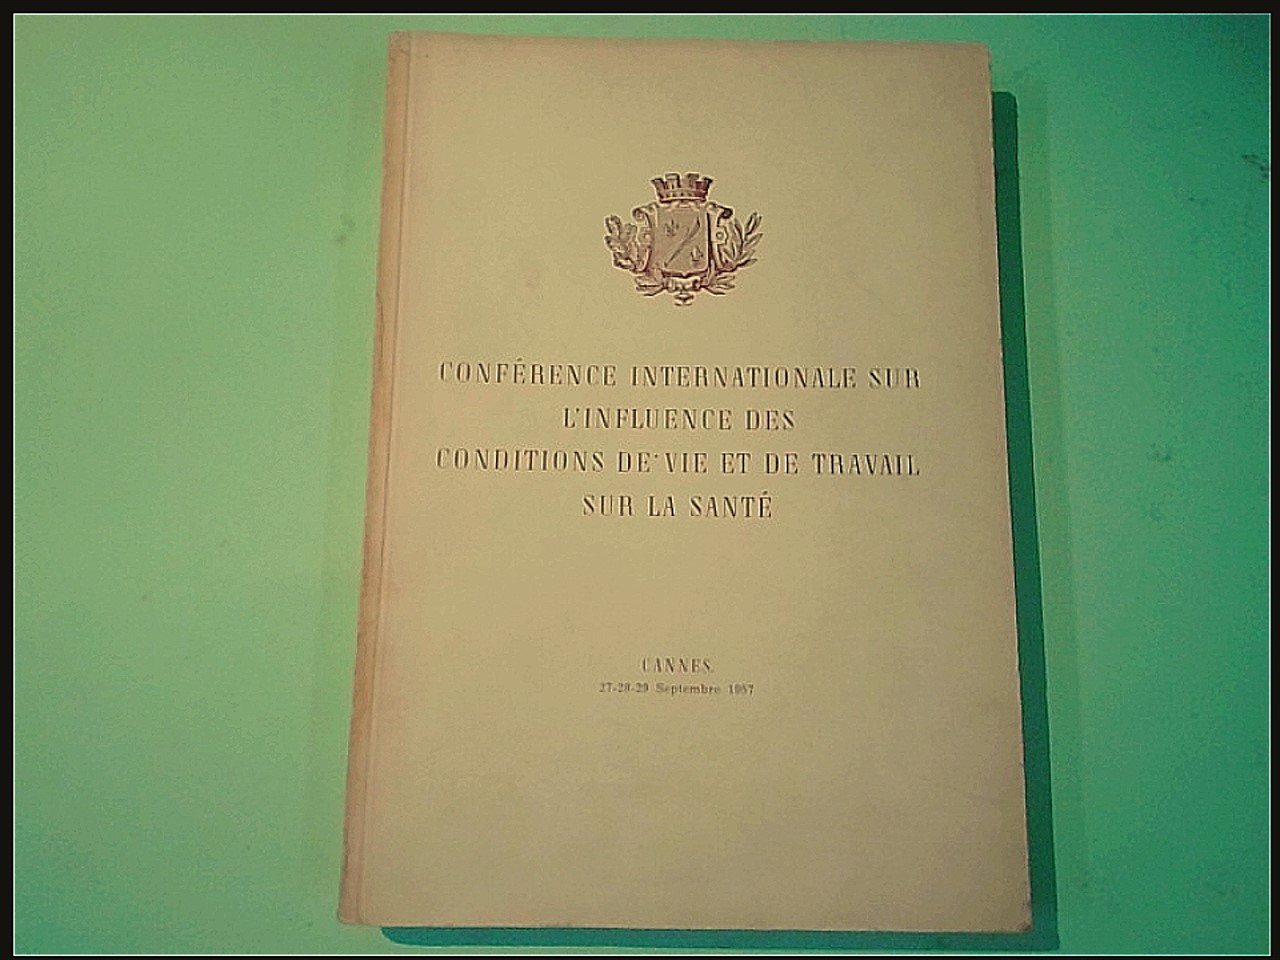 CONFÉRENCE INTERNATIONALE SUR
L'INFLUENCE DES
CONDITIONS DE VIE ET DE TRAVAIL
SUR LA SANTÉ
CANNES
27-28-29 Septembre 1957